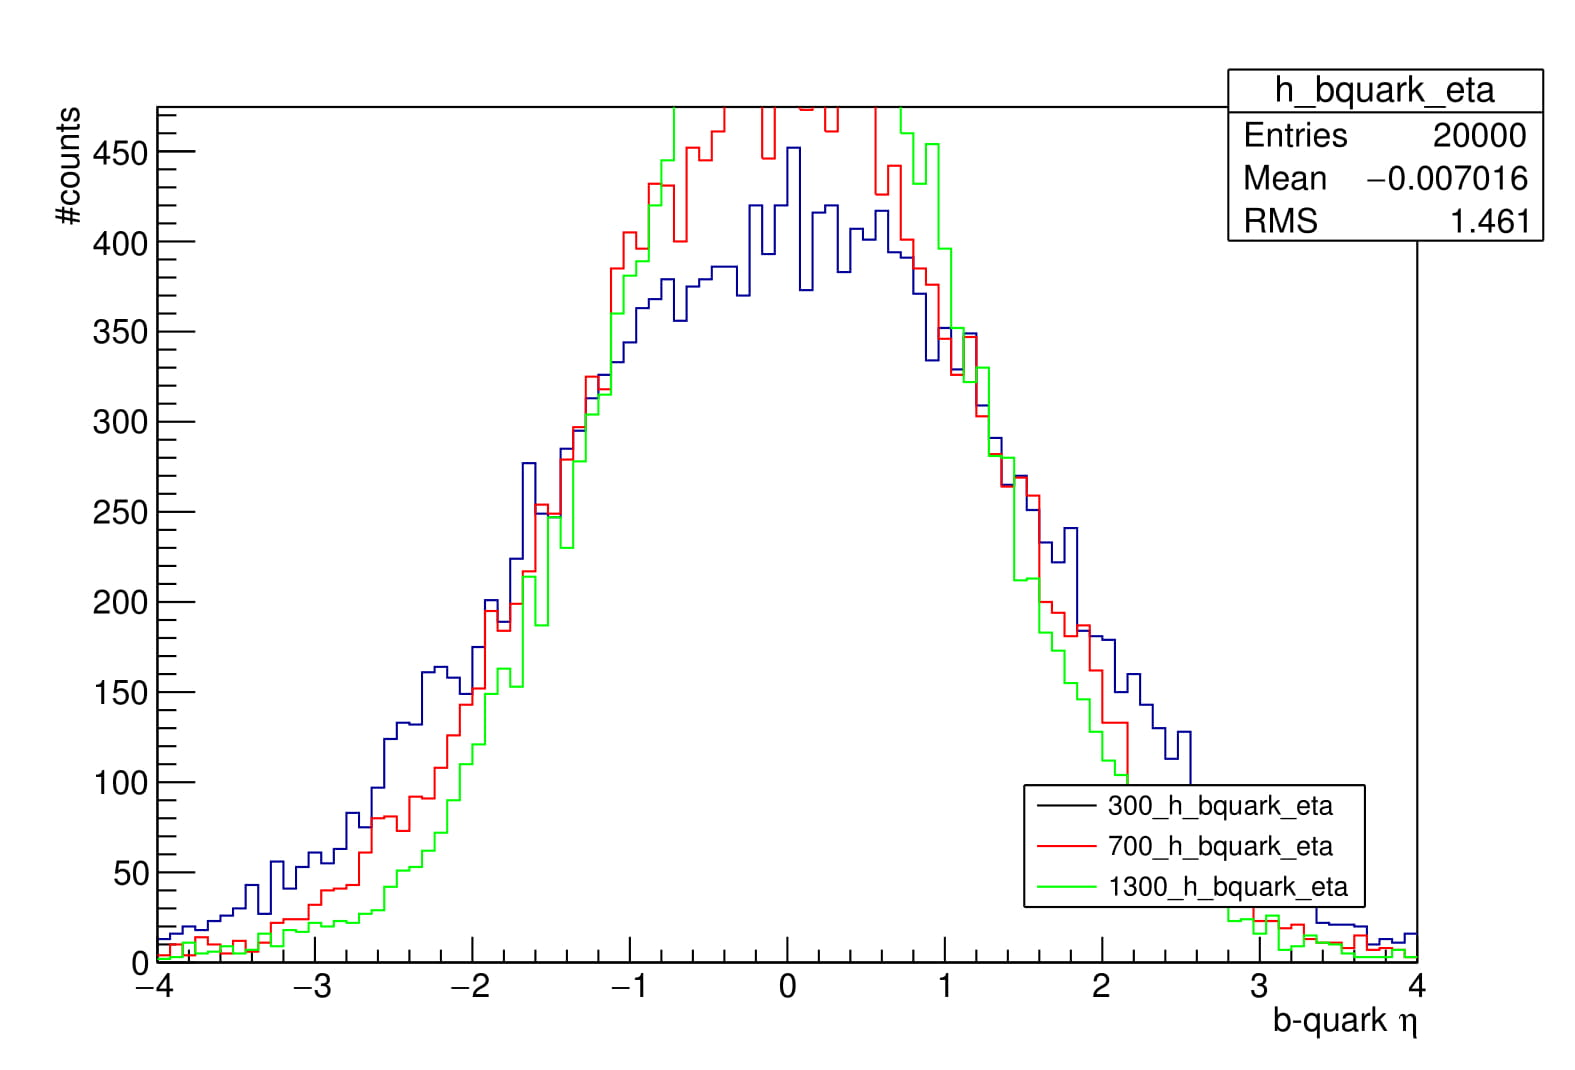 h_bquark_eta
Entries 20000
Mean −0.007016
RMS 1.461
#counts
450
400
350
300
250
200
150
100
50
0
−4 −3 −2 −1 0 1 2 3 4
b-quark η
300_h_bquark_eta
700_h_bquark_eta
1300_h_bquark_eta